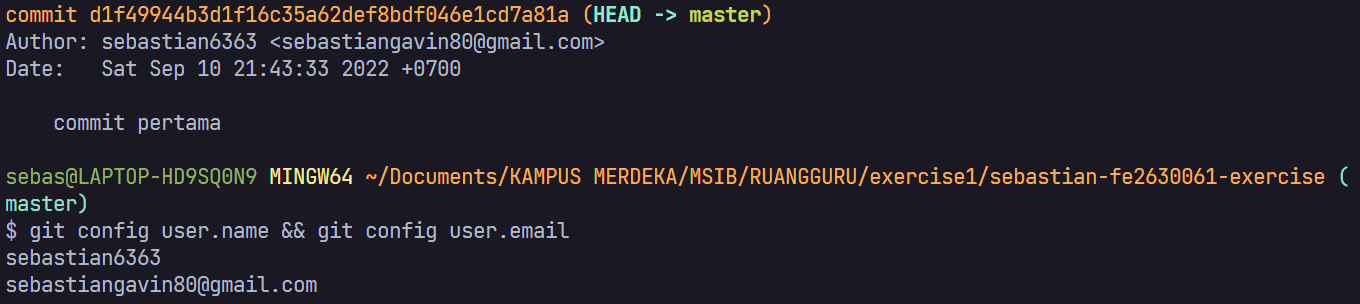 commit d1f49944b3d1f16c35a62def8bdf046e1cd7a81a (HEAD -> master)
Author: sebastian6363 <sebastiangavin80@gmail.com>
Date:   Sat Sep 10 21:43:33 2022 +0700
    commit pertama
sebas@LAPTOP-HD9SQ0N9 MINGW64 ~/Documents/KAMPUS MERDEKA/MSIB/RUANGGURU/exercise1/sebastian-fe2630061-exercise (
master)
$ git config user.name && git config user.email
sebastian6363
sebastiangavin80@gmail.com